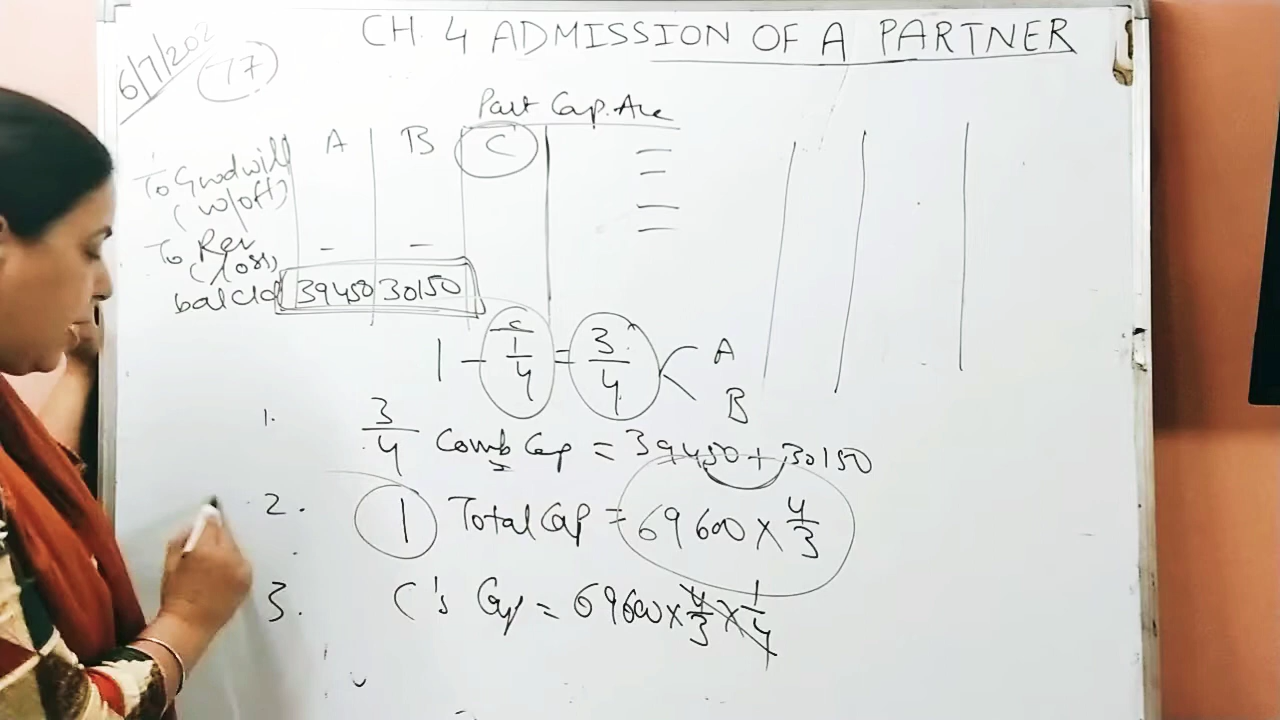 CH. 4 ADMISSION OF A PARTNER
6/7/202
17
Part Cap. A/c
A B C
To Goodwill
(w/off)
To Rev
(loss)
- -
bal c/d 39450 30150
C
1 - 1/4 = 3/4 A
B
1. 3/4 Comb Cap = 39450 + 30150
2. 1 Total Cap = 69600 × 4/3
3. C's Cap = 69600 × 4/3 × 1/4